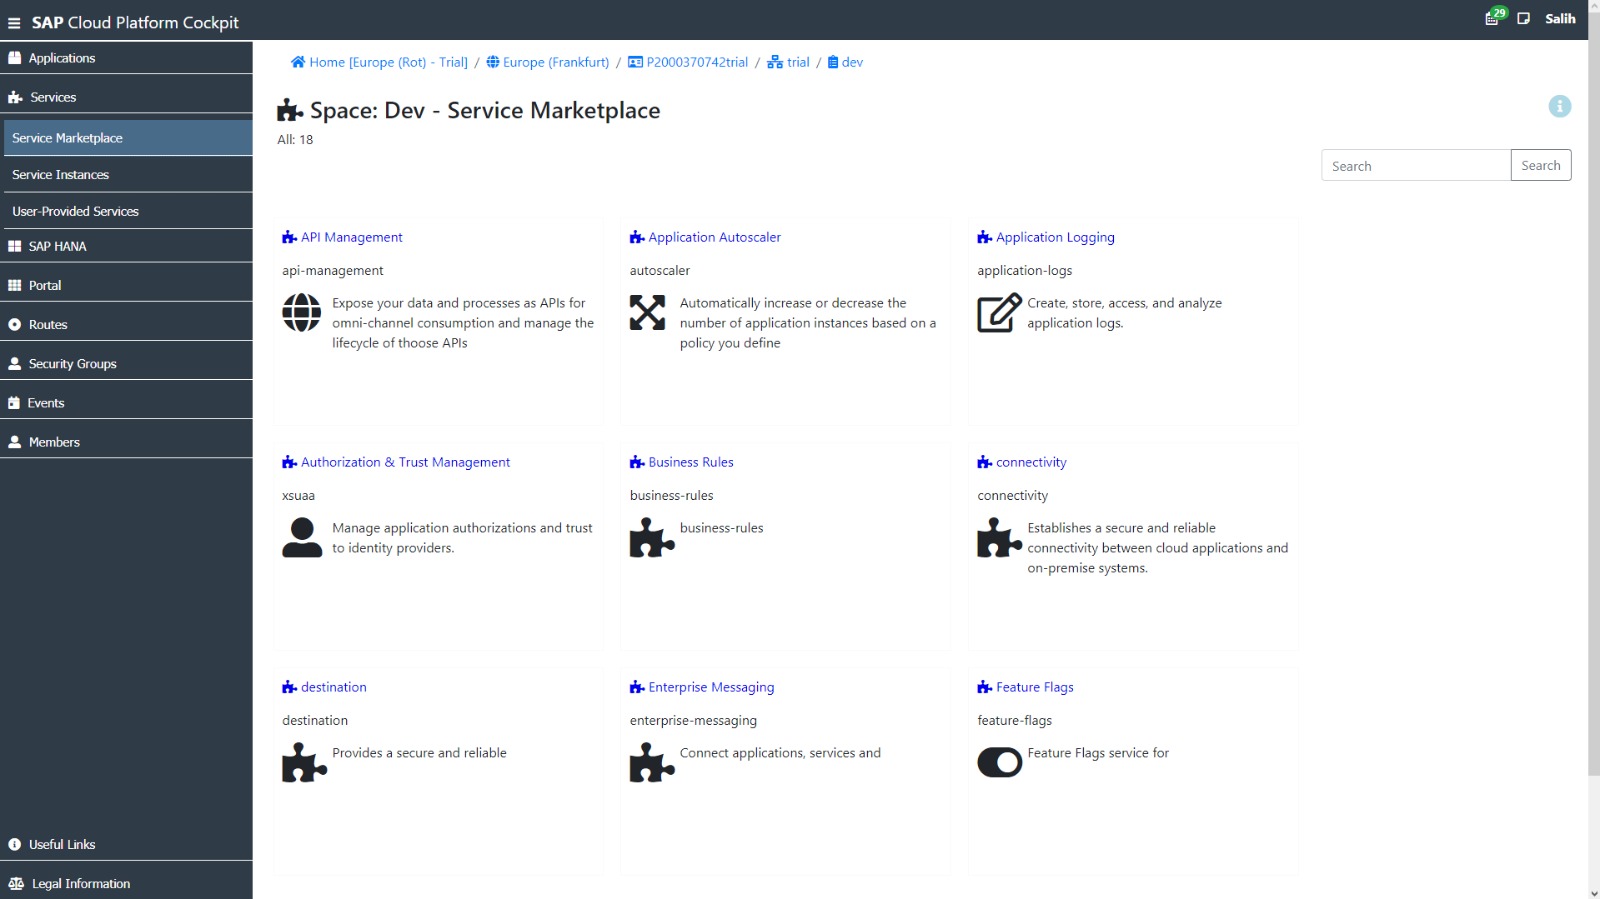 SAP Cloud Platform Cockpit
29
Salih
Applications
Services
Service Marketplace
Service Instances
User-Provided Services
SAP HANA
Portal
Routes
Security Groups
Events
Members
Useful Links
Legal Information
Home [Europe (Rot) - Trial] / Europe (Frankfurt) / P2000370742trial / trial / dev
Space: Dev - Service Marketplace
All: 18
Search Search
API Management
api-management
Expose your data and processes as APIs for
omni-channel consumption and manage the
lifecycle of thoose APIs
Application Autoscaler
autoscaler
Automatically increase or decrease the
number of application instances based on a
policy you define
Application Logging
application-logs
Create, store, access, and analyze
application logs.
Authorization & Trust Management
xsuaa
Manage application authorizations and trust
to identity providers.
Business Rules
business-rules
business-rules
connectivity
connectivity
Establishes a secure and reliable
connectivity between cloud applications and
on-premise systems.
destination
destination
Provides a secure and reliable
Enterprise Messaging
enterprise-messaging
Connect applications, services and
Feature Flags
feature-flags
Feature Flags service for